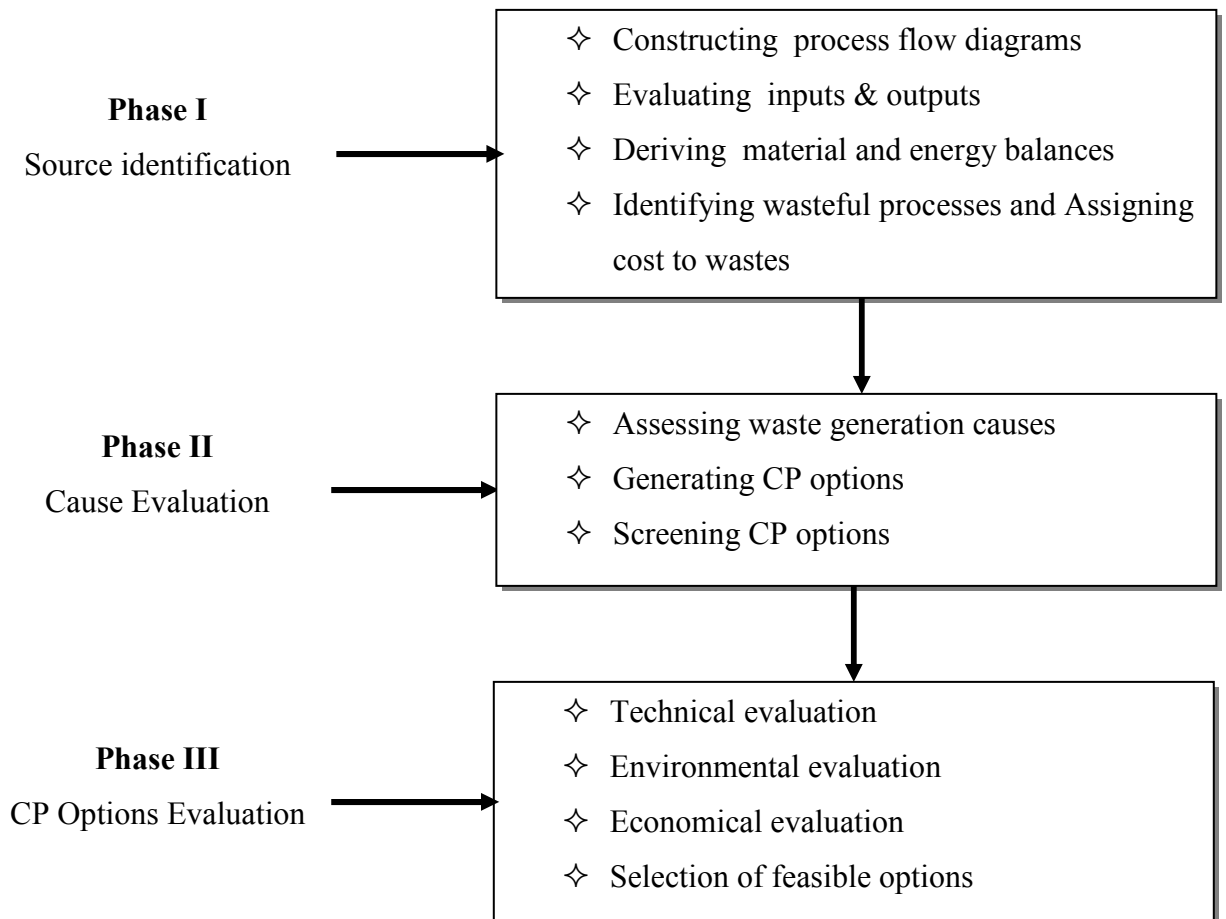 Phase I
Source identification
✧ Constructing process flow diagrams
✧ Evaluating inputs & outputs
✧ Deriving material and energy balances
✧ Identifying wasteful processes and Assigning
cost to wastes
Phase II
Cause Evaluation
✧ Assessing waste generation causes
✧ Generating CP options
✧ Screening CP options
Phase III
CP Options Evaluation
✧ Technical evaluation
✧ Environmental evaluation
✧ Economical evaluation
✧ Selection of feasible options